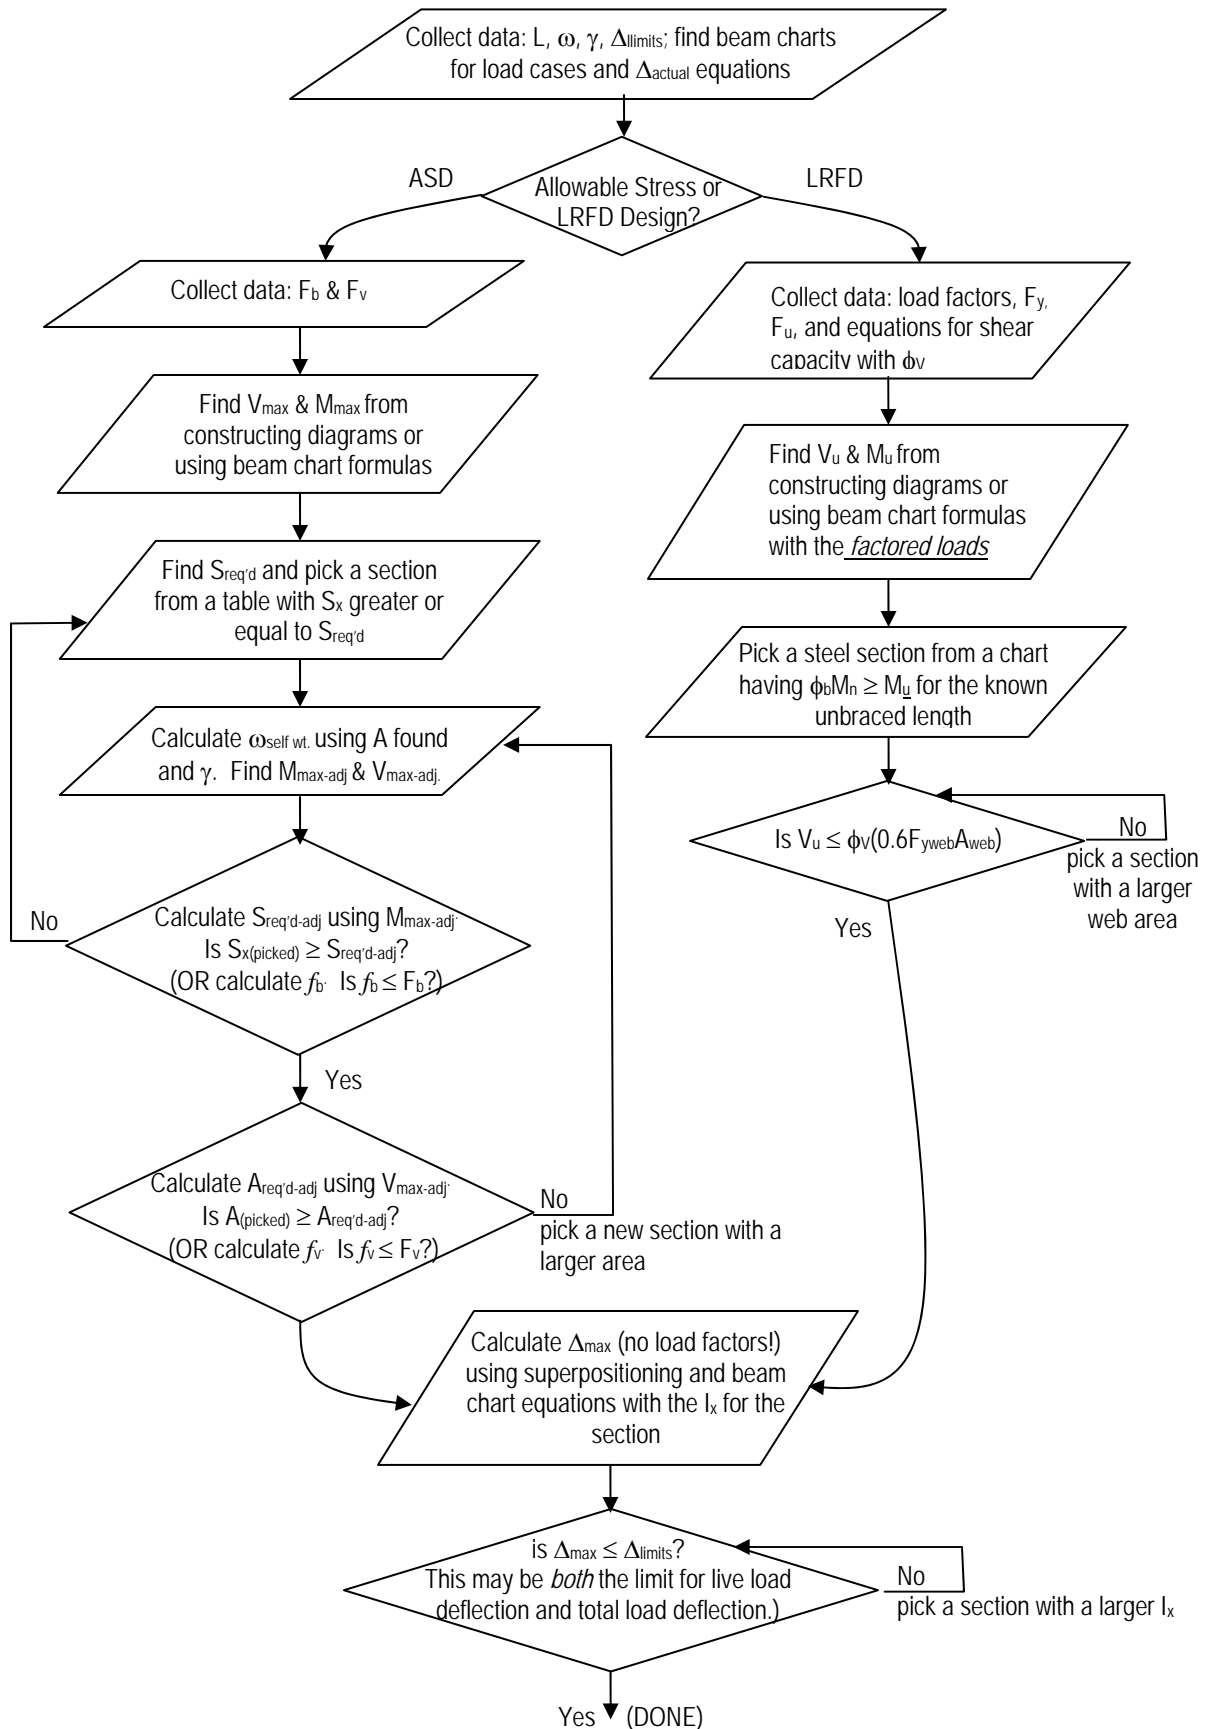 Collect data: L, ω, γ, Δllimits; find beam charts
for load cases and Δactual equations
ASD
Allowable Stress or
LRFD Design?
LRFD
Collect data: Fb & Fv
Collect data: load factors, Fy,
Fu, and equations for shear
capacity with ϕv
Find Vmax & Mmax from
constructing diagrams or
using beam chart formulas
Find Vu & Mu from
constructing diagrams or
using beam chart formulas
with the factored loads
Find Sreq'd and pick a section
from a table with Sx greater or
equal to Sreq'd
Pick a steel section from a chart
having ϕbMn ≥ Mu for the known
unbraced length
Calculate ωself wt. using A found
and γ. Find Mmax-adj & Vmax-adj.
Is Vu ≤ ϕv(0.6FywebAweb)
No
pick a section
with a larger
web area
Yes
No
Calculate Sreq'd-adj using Mmax-adj.
Is Sx(picked) ≥ Sreq'd-adj?
(OR calculate fb. Is fb ≤ Fb?)
Yes
Calculate Areq'd-adj using Vmax-adj.
Is A(picked) ≥ Areq'd-adj?
(OR calculate fv. Is fv ≤ Fv?)
No
pick a new section with a
larger area
Calculate Δmax (no load factors!)
using superpositioning and beam
chart equations with the Ix for the
section
is Δmax ≤ Δlimits?
This may be both the limit for live load
deflection and total load deflection.)
No
pick a section with a larger Ix
Yes (DONE)